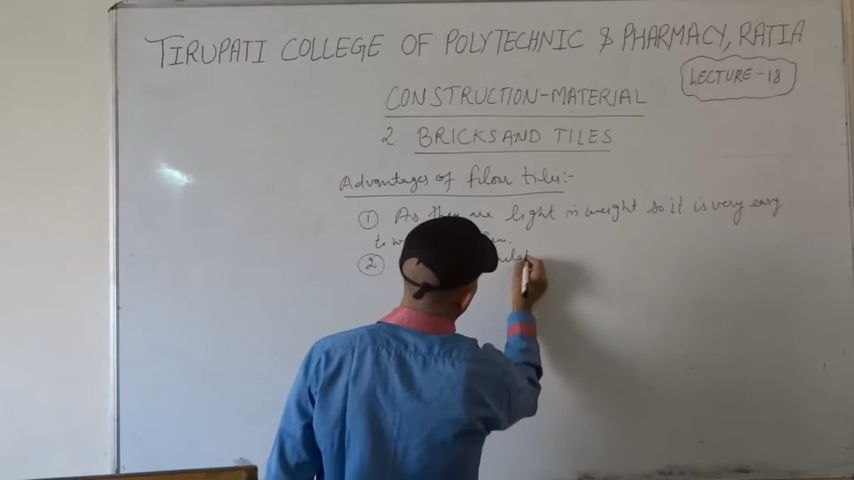 TIRUPATI COLLEGE OF POLYTECHNIC & PHARMACY, RATIA
LECTURE-18
CONSTRUCTION-MATERIAL
2 BRICKS AND TILES
Advantages of filour tiles:-
① As they are light in weight so it is very easy
to
②